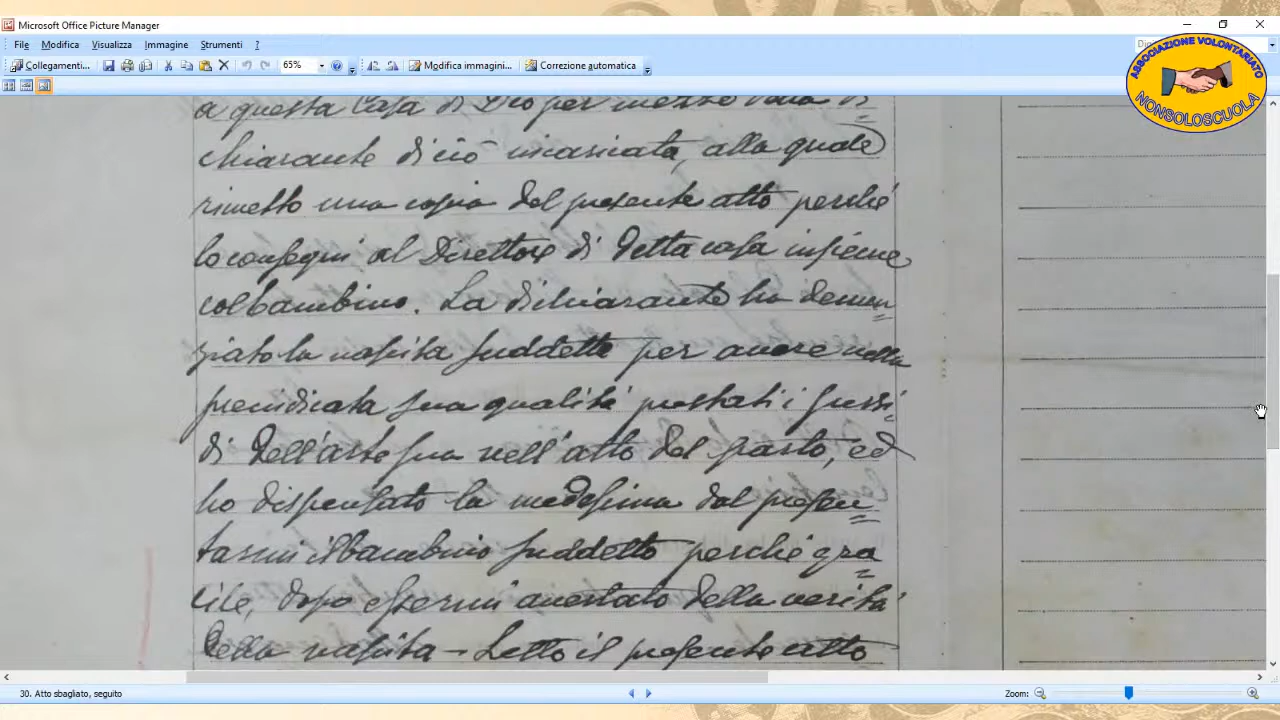 Microsoft Office Picture Manager
File Modifica Visualizza Immagine Strumenti ?
Collegamenti... 65% Modifica immagini... Correzione automatica
ASSOCIAZIONE VOLONTARIATO
NONSOLOSCUOLA
a questa Casa di Dio per mezzo della di
chiarante di ciò incaricata, alla quale
rimetto una copia del presente atto perché
lo consegni al Direttore di detta casa insieme
col bambino. La dichiarante ha denun
ziato la nascita suddetta per avere nella
preindicata sua qualità prestati i sussi
di dell'arte sua nell'atto del parto, ed
ho dispensato la medesima dal presen
tarmi il bambino suddetto perché gra
cile, dopo essermi accertato della verità
della nascita - Letto il presente atto
30. Atto sbagliato, seguito
Zoom: